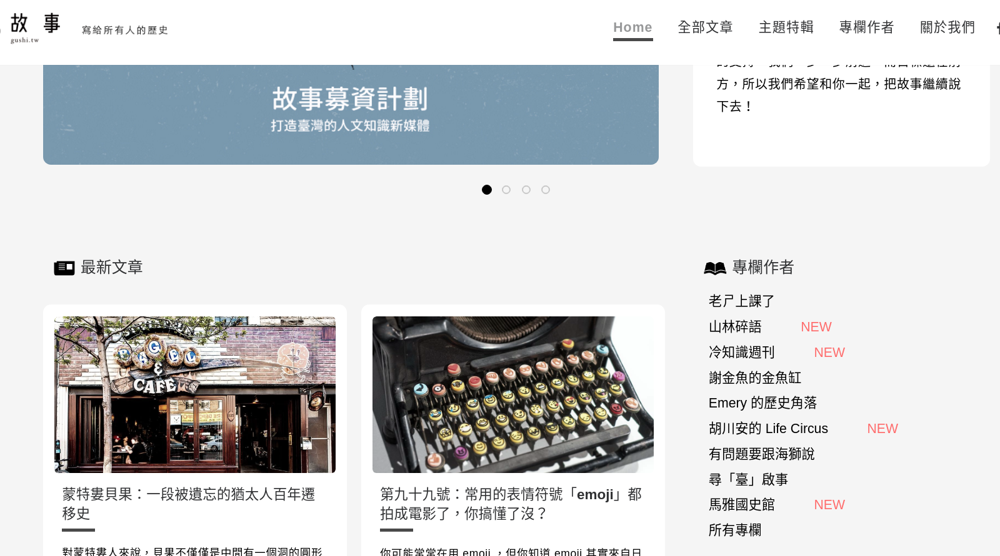 故 事
gushi.tw
寫給所有人的歷史
Home 全部文章 主題特輯 專欄作者 關於我們
故事募資計劃
打造臺灣的人文知識新媒體
方，所以我們希望和你一起，把故事繼續說
下去！
最新文章
BAGEL
&
CAFE
蒙特婁貝果：一段被遺忘的猶太人百年遷
移史
對蒙特婁人來說，貝果不僅僅是中間有一個洞的圓形
第九十九號：常用的表情符號「emoji」都
拍成電影了，你搞懂了沒？
你可能常常在用 emoji ，但你知道 emoji 其實來自日
專欄作者
老ㄕ上課了
山林碎語 NEW
冷知識週刊 NEW
謝金魚的金魚缸
Emery 的歷史角落
胡川安的 Life Circus NEW
有問題要跟海獅說
尋「臺」啟事
馬雅國史館 NEW
所有專欄